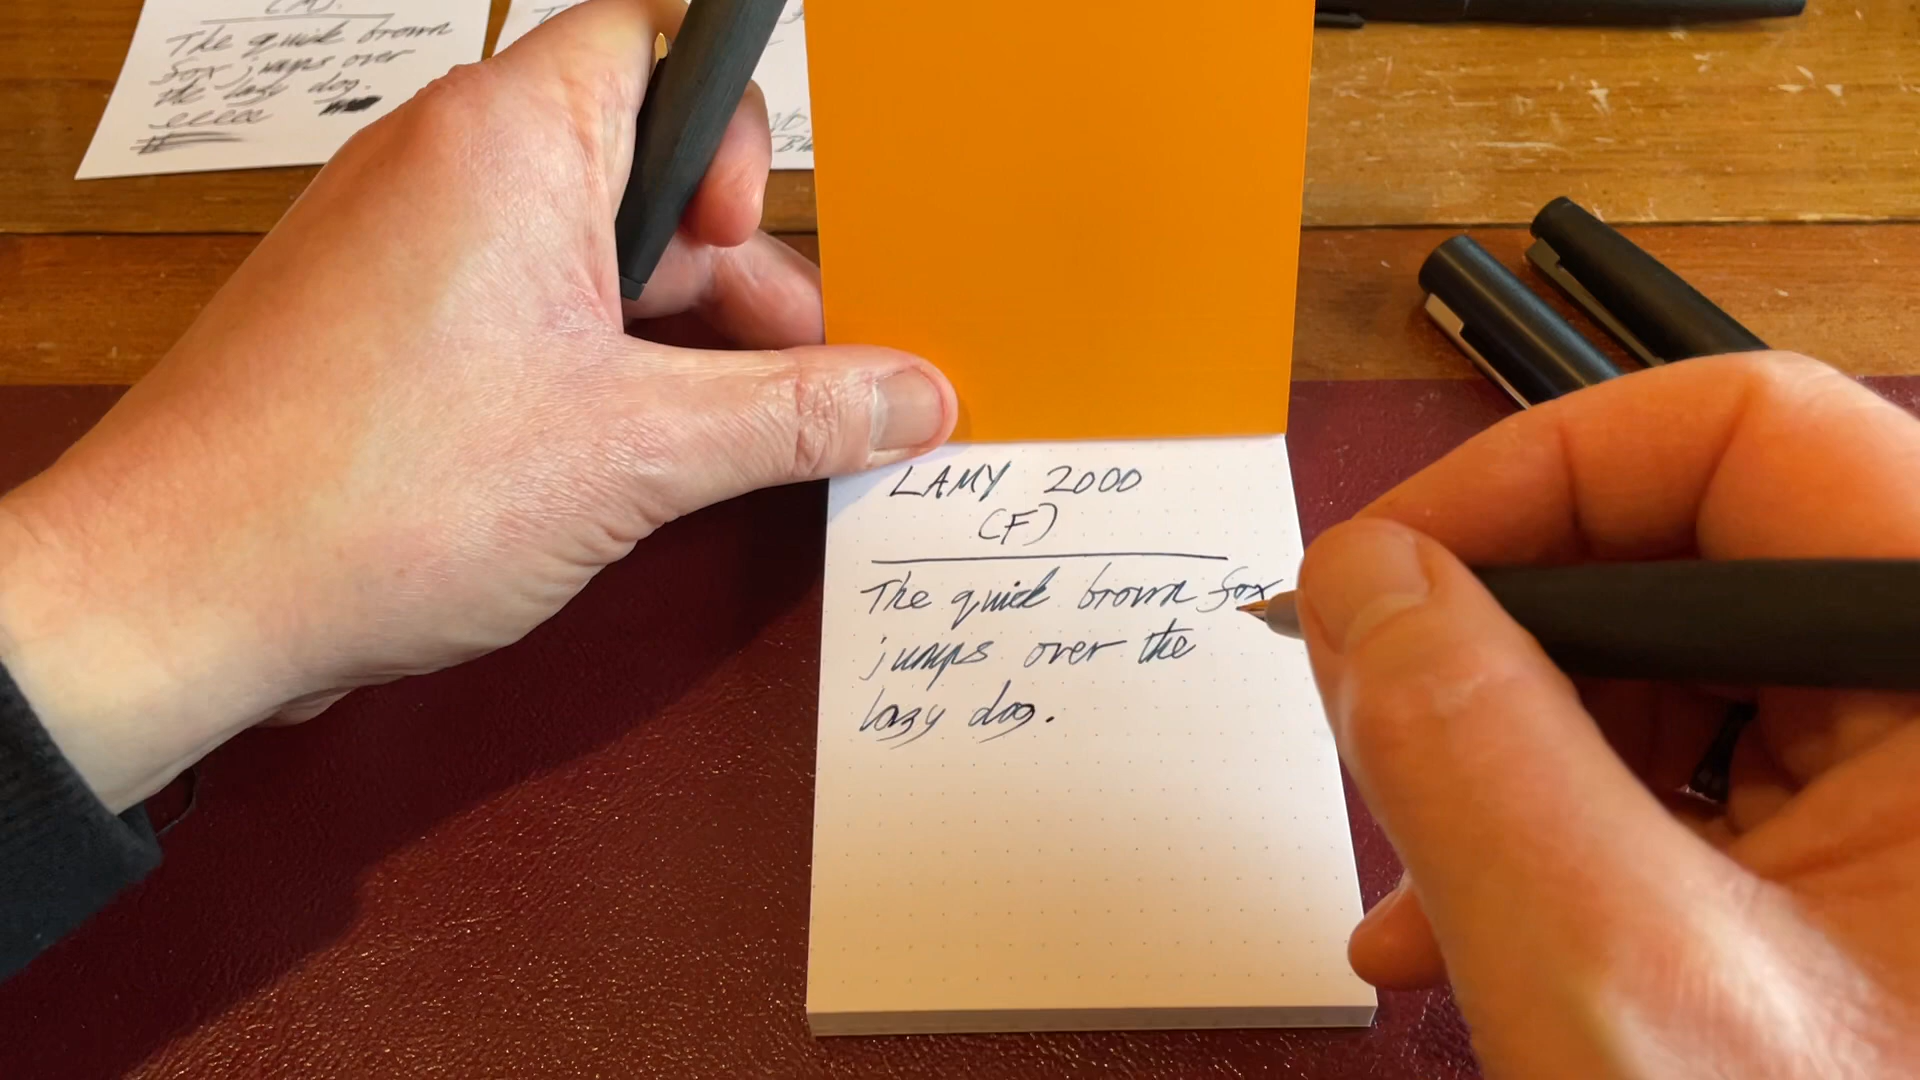 (M).
The quick brown
fox jumps over
the lazy dog.
eeeee
LAMY 2000
(F)
The quick brown fox
jumps over the
lazy dog.